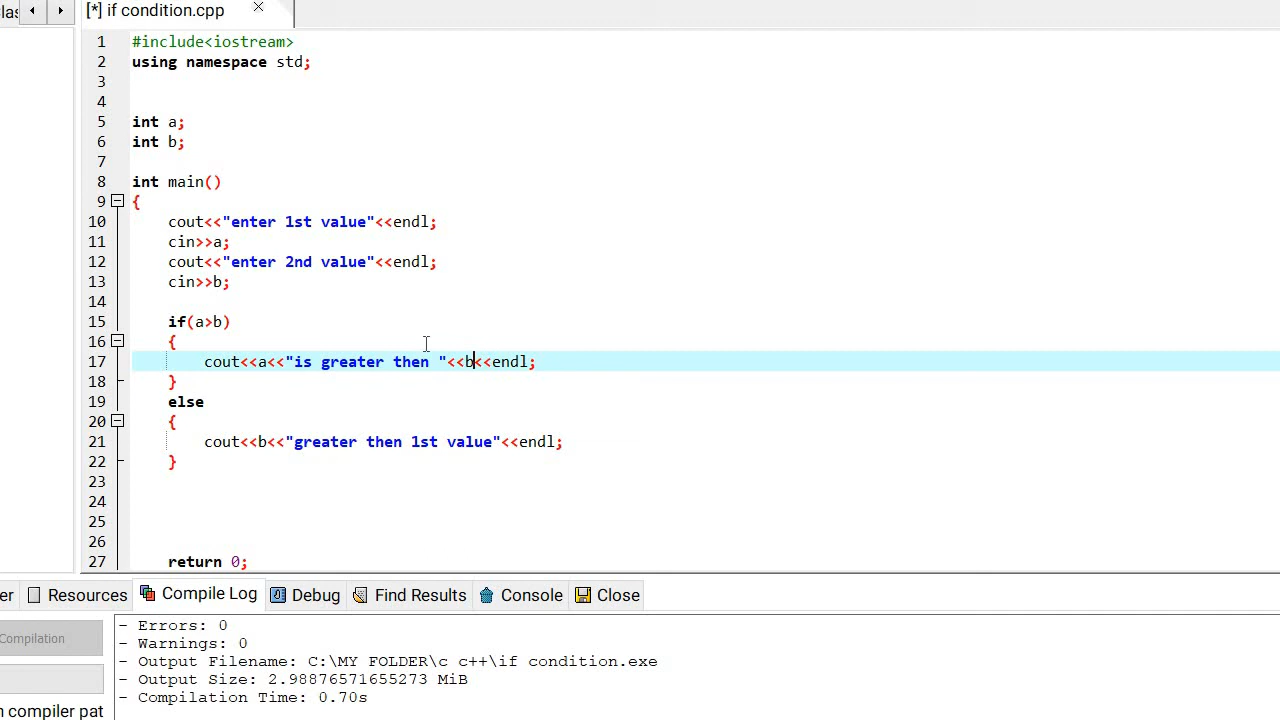 [*] if condition.cpp
1 #include<iostream>
2 using namespace std;
3
4
5 int a;
6 int b;
7
8 int main()
9 {
10 cout<<"enter 1st value"<<endl;
11 cin>>a;
12 cout<<"enter 2nd value"<<endl;
13 cin>>b;
14
15 if(a>b)
16 {
17 cout<<a<<"is greater then "<<b<<endl;
18 }
19 else
20 {
21 cout<<b<<"greater then 1st value"<<endl;
22 }
23
24
25
26
27 return 0;
er Resources Compile Log Debug Find Results Console Close
Compilation
compiler pat
- Errors: 0
- Warnings: 0
- Output Filename: C:\MY FOLDER\c c++\if condition.exe
- Output Size: 2.98876571655273 MiB
- Compilation Time: 0.70s